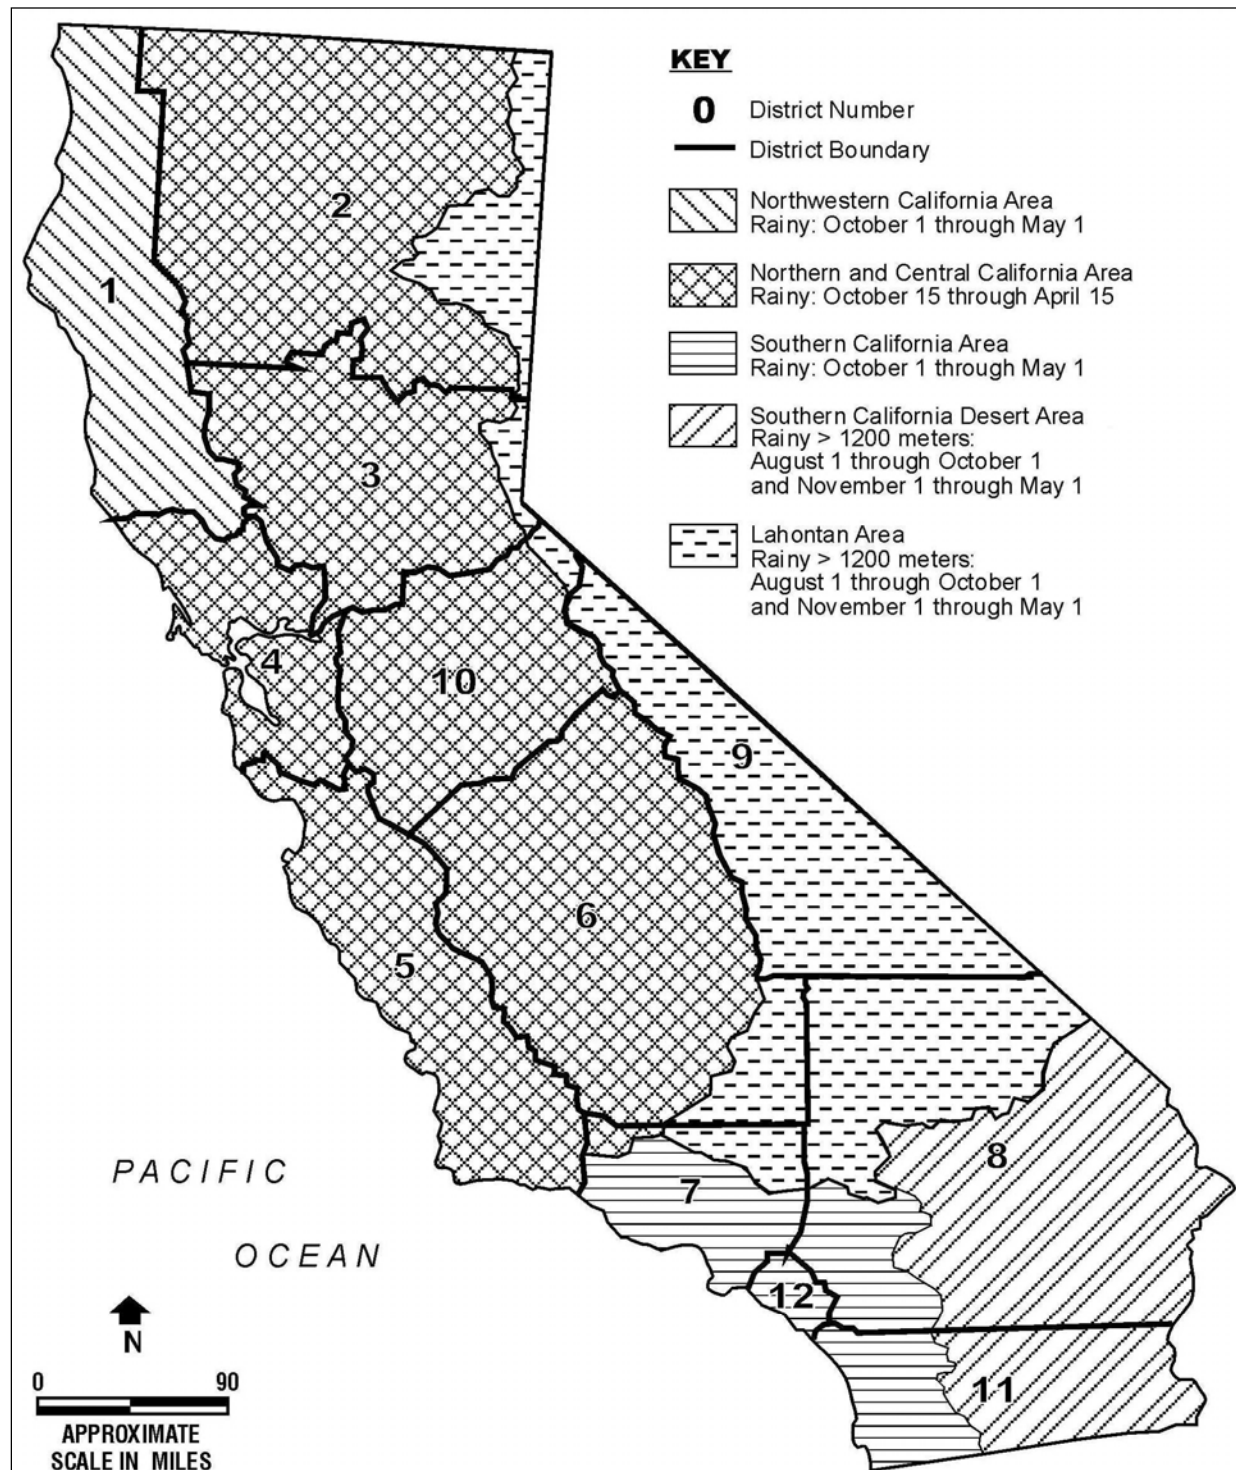 KEY
0 District Number
District Boundary
Northwestern California Area
Rainy: October 1 through May 1
Northern and Central California Area
Rainy: October 15 through April 15
Southern California Area
Rainy: October 1 through May 1
Southern California Desert Area
Rainy > 1200 meters:
August 1 through October 1
and November 1 through May 1
Lahontan Area
Rainy > 1200 meters:
August 1 through October 1
and November 1 through May 1
2
1
3
4
10
9
6
5
8
7
12
11
PACIFIC
OCEAN
N
0 90
APPROXIMATE
SCALE IN MILES